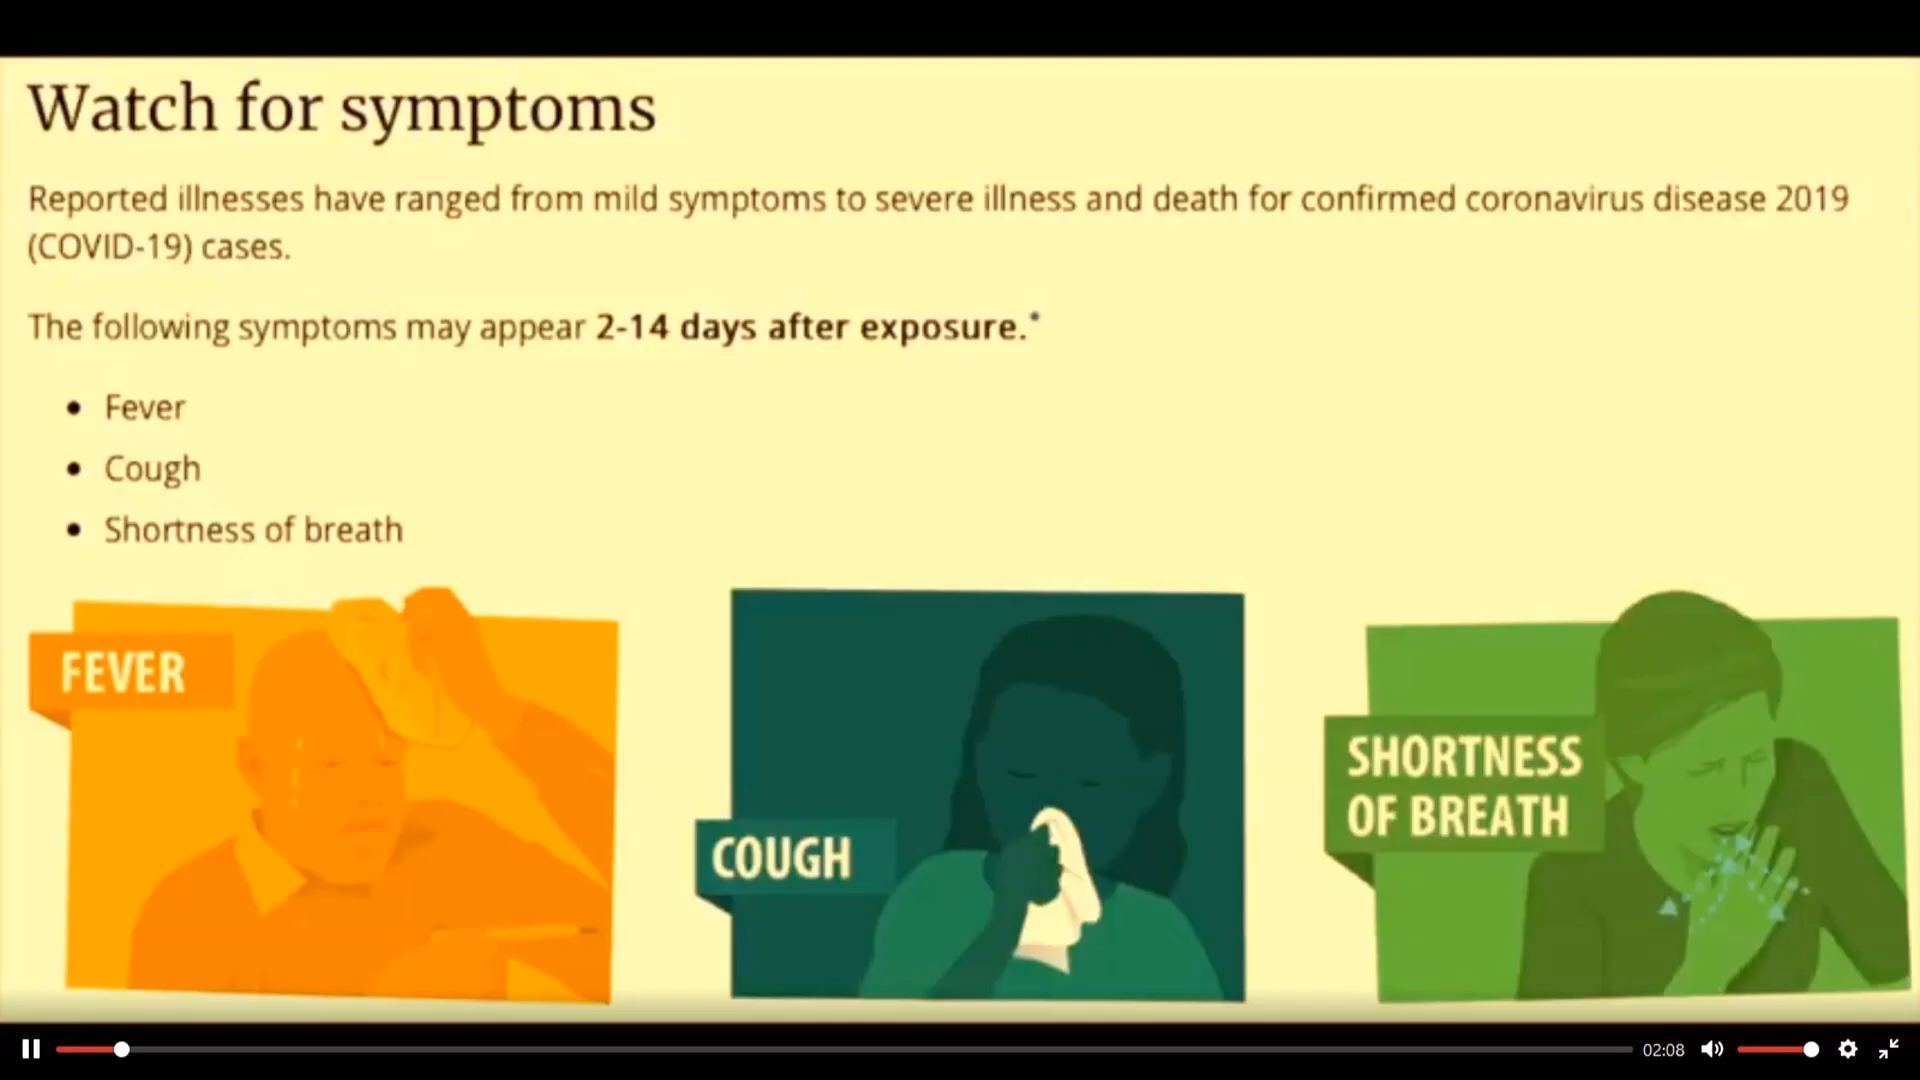 Watch for symptoms
Reported illnesses have ranged from mild symptoms to severe illness and death for confirmed coronavirus disease 2019
(COVID-19) cases.
The following symptoms may appear 2-14 days after exposure.*
• Fever
• Cough
• Shortness of breath
FEVER
COUGH
SHORTNESS
OF BREATH
02:08